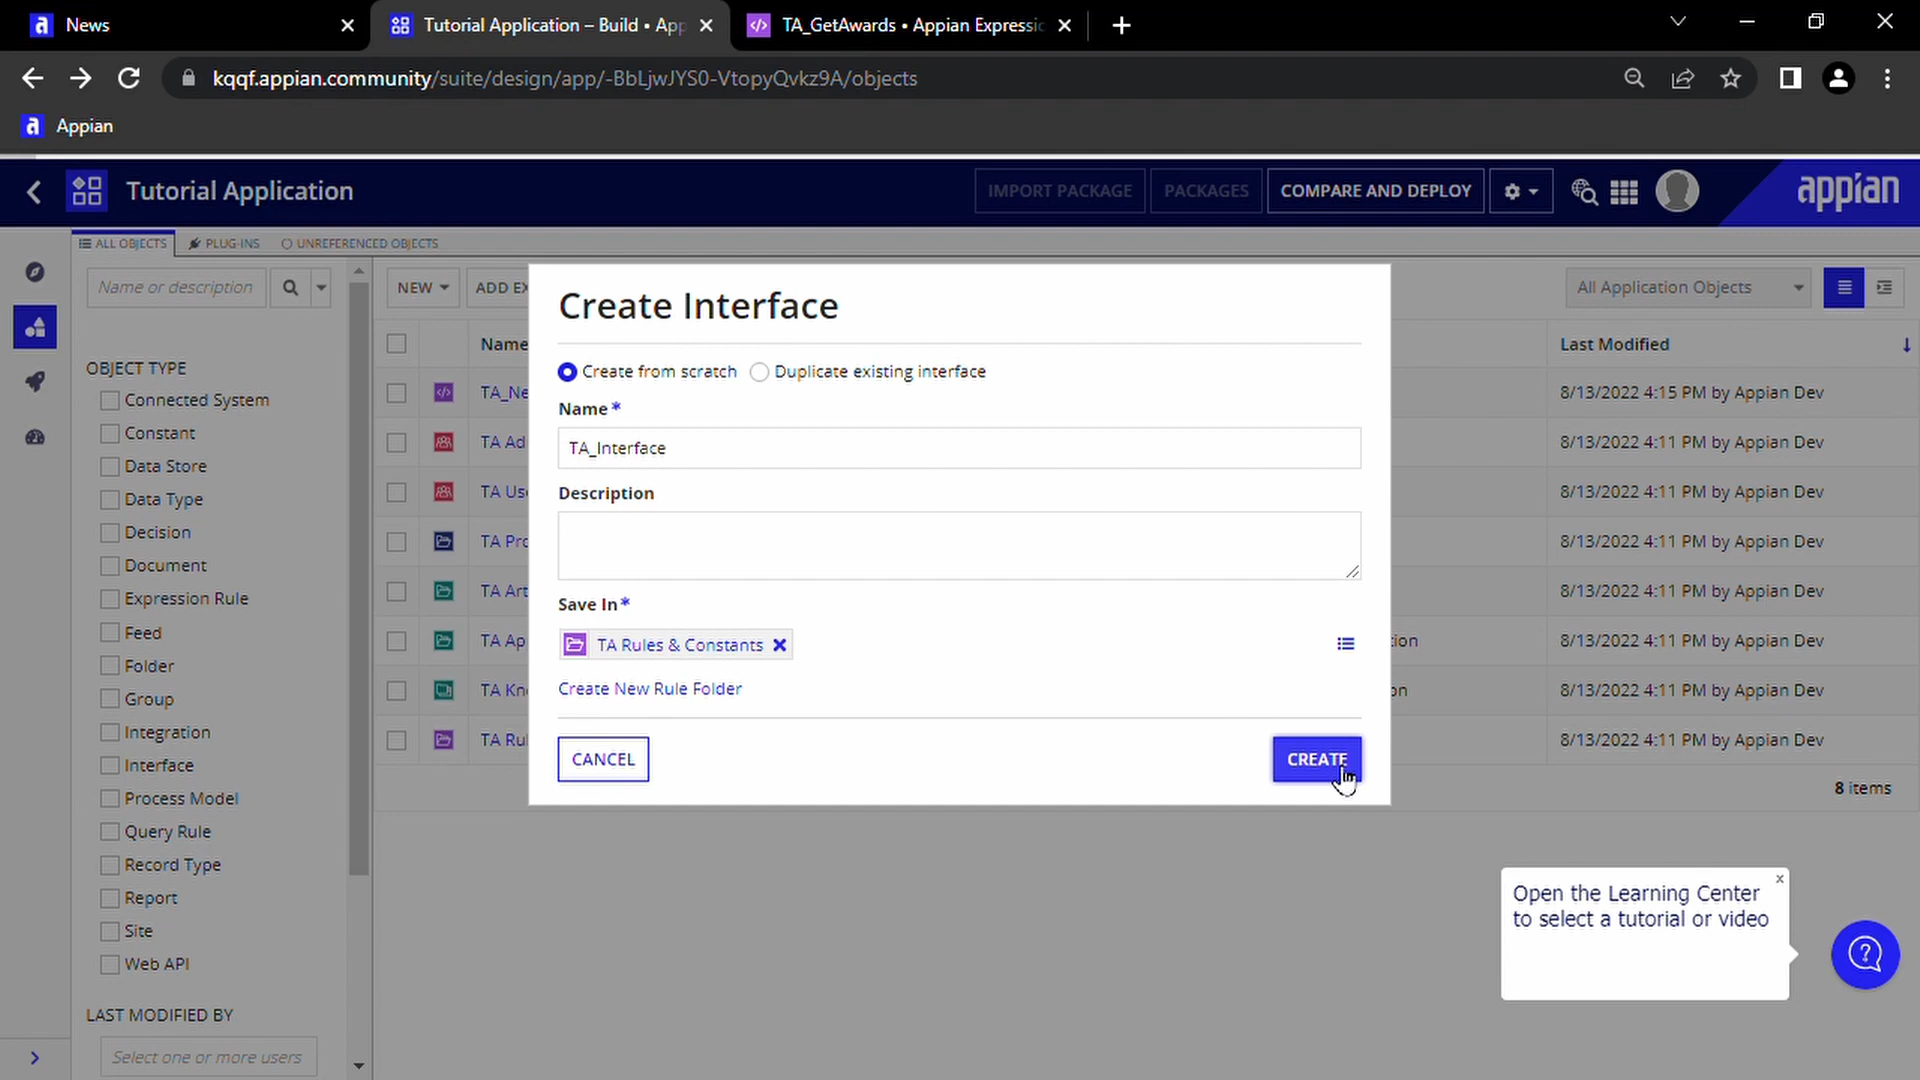 News
Tutorial Application – Build • App
TA_GetAwards • Appian Expressio
kqqf.appian.community/suite/design/app/-BbLjwJYS0-VtopyQvkz9A/objects
Appian
Tutorial Application
IMPORT PACKAGE
PACKAGES
COMPARE AND DEPLOY
appian
ALL OBJECTS
PLUG-INS
UNREFERENCED OBJECTS
Name or description
NEW
ADD EX
All Application Objects
Create Interface
Create from scratch
Duplicate existing interface
Name*
TA_Interface
Description
Save In*
TA Rules & Constants
Create New Rule Folder
CANCEL
CREATE
OBJECT TYPE
Connected System
Constant
Data Store
Data Type
Decision
Document
Expression Rule
Feed
Folder
Group
Integration
Interface
Process Model
Query Rule
Record Type
Report
Site
Web API
LAST MODIFIED BY
Select one or more users
Name
Last Modified
TA_Ne
8/13/2022 4:15 PM by Appian Dev
TA Ad
8/13/2022 4:11 PM by Appian Dev
TA Use
8/13/2022 4:11 PM by Appian Dev
TA Pro
8/13/2022 4:11 PM by Appian Dev
TA Art
8/13/2022 4:11 PM by Appian Dev
TA Ap
tion
8/13/2022 4:11 PM by Appian Dev
TA Kn
on
8/13/2022 4:11 PM by Appian Dev
TA Rul
8/13/2022 4:11 PM by Appian Dev
8 items
Open the Learning Center
to select a tutorial or video